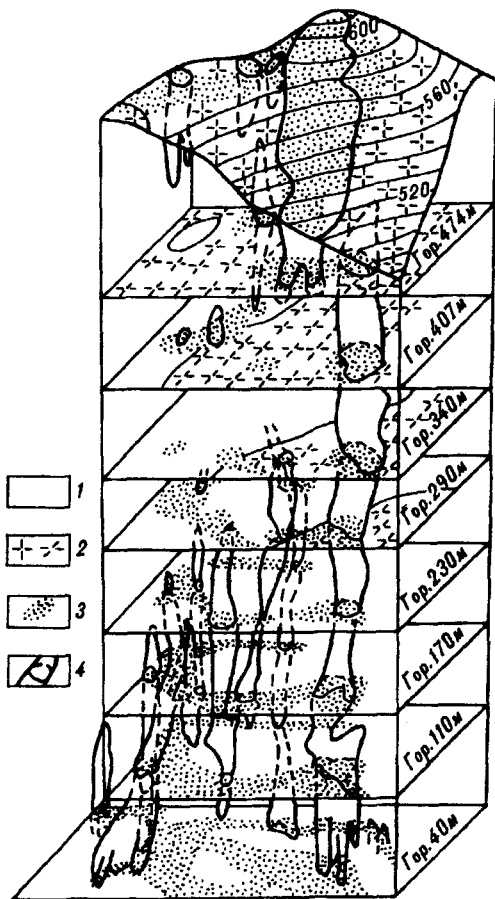 600
560
520
Гор. 474м
Гор. 407м
Гор. 340м
Гор. 290м
Гор. 230м
Гор. 170м
Гор. 110м
Гор. 40м
1
2
3
4